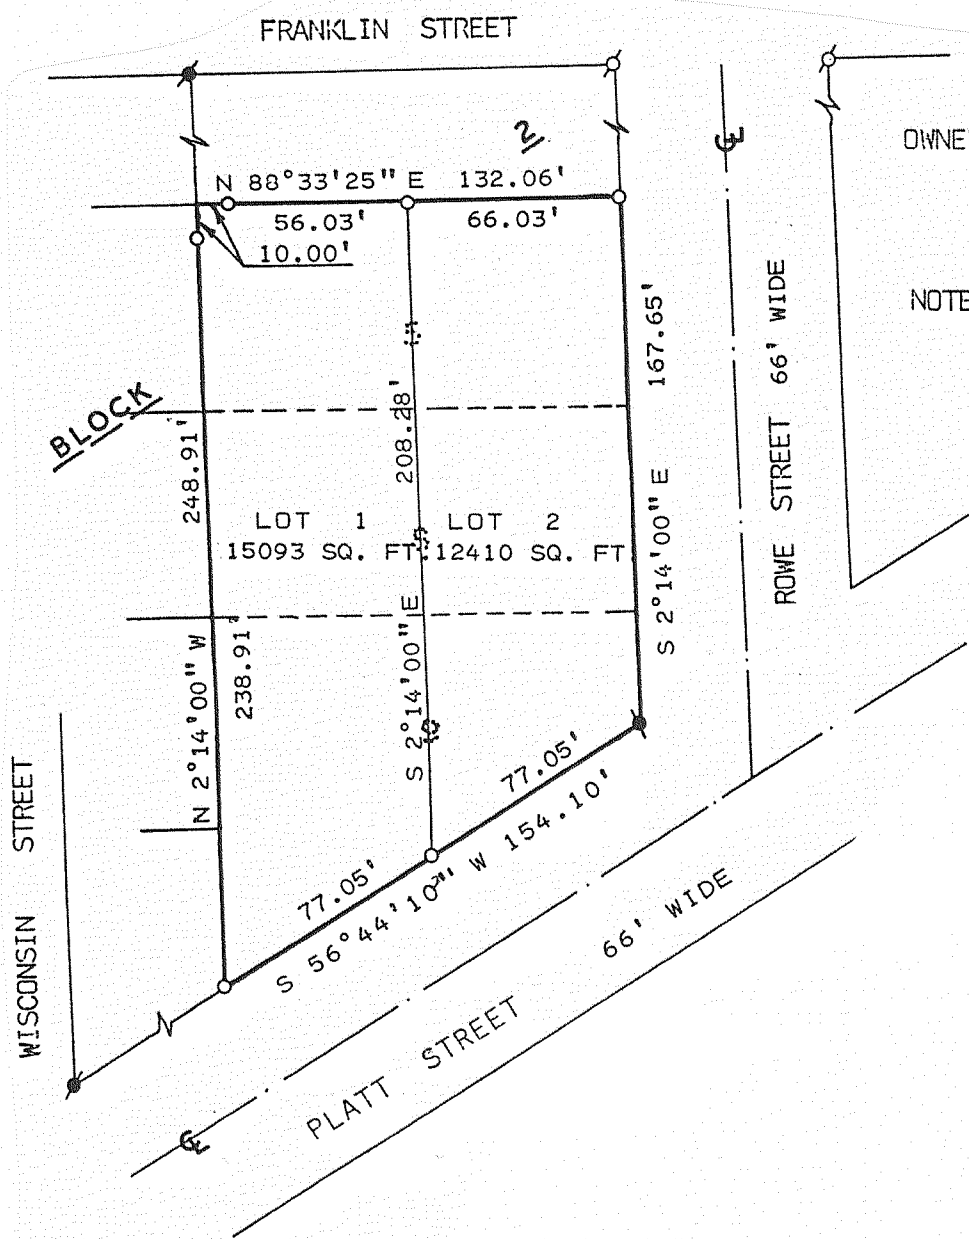 FRANKLIN STREET
2
OWNE
N 88°33'25" E 132.06'
56.03' 66.03'
10.00'
NOTE
167.65'
ROWE STREET 66' WIDE
BLOCK
248.91'
208.28'
LOT 1 LOT 2
15093 SQ. FT. 12410 SQ. FT
S 2°14'00" E
S 2°14'00" E
N 2°14'00" W
238.91'
77.05'
77.05'
S 56°44'10" W 154.10'
WISCONSIN STREET
PLATT STREET 66' WIDE